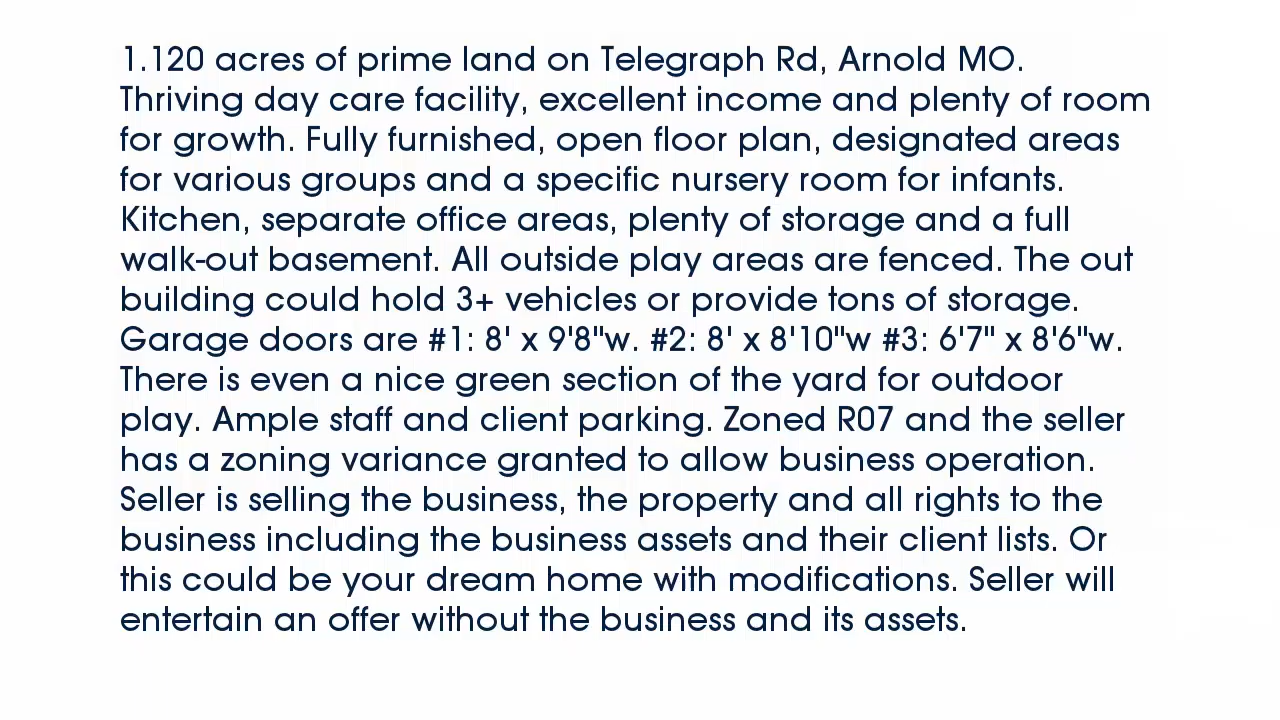 1.120 acres of prime land on Telegraph Rd, Arnold MO.
Thriving day care facility, excellent income and plenty of room
for growth. Fully furnished, open floor plan, designated areas
for various groups and a specific nursery room for infants.
Kitchen, separate office areas, plenty of storage and a full
walk-out basement. All outside play areas are fenced. The out
building could hold 3+ vehicles or provide tons of storage.
Garage doors are #1: 8' x 9'8"w. #2: 8' x 8'10"w #3: 6'7" x 8'6"w.
There is even a nice green section of the yard for outdoor
play. Ample staff and client parking. Zoned R07 and the seller
has a zoning variance granted to allow business operation.
Seller is selling the business, the property and all rights to the
business including the business assets and their client lists. Or
this could be your dream home with modifications. Seller will
entertain an offer without the business and its assets.